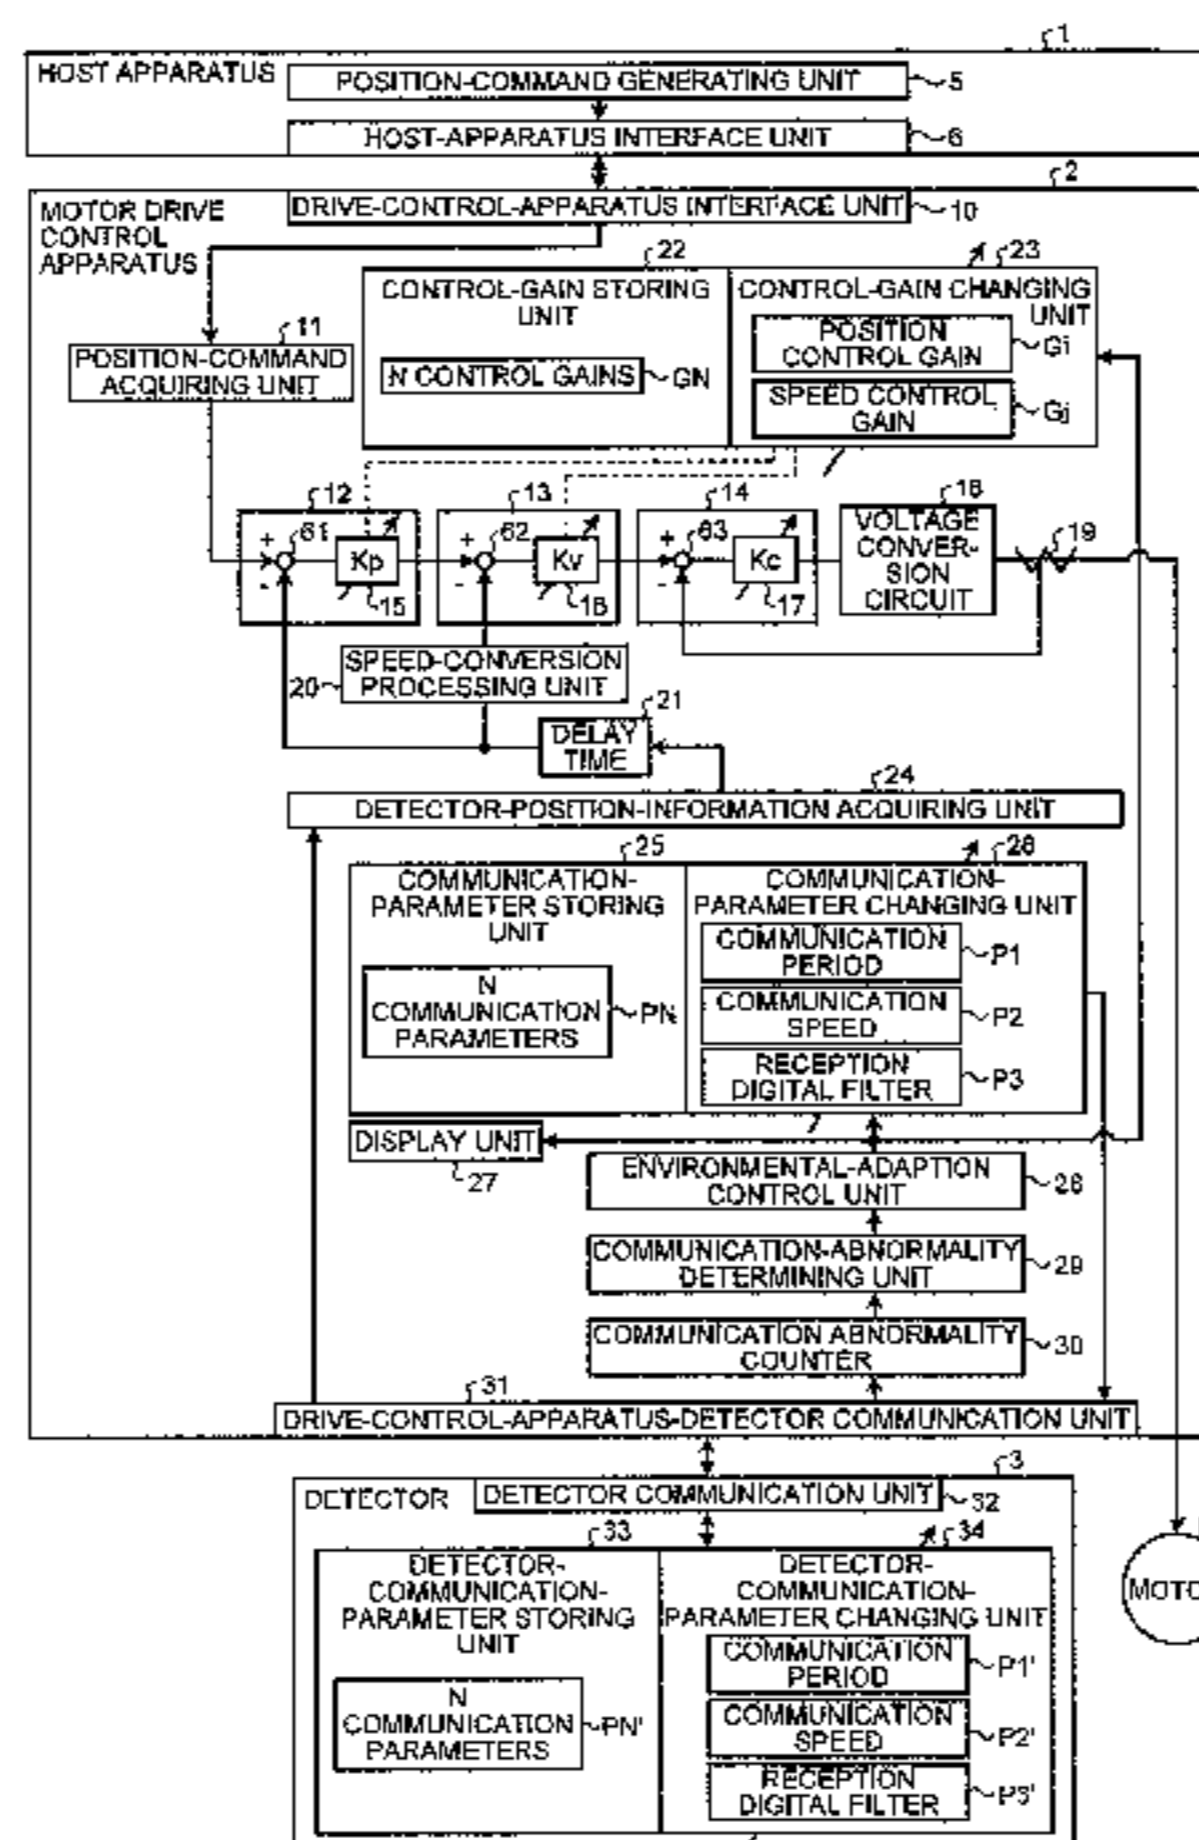 1
HOST APPARATUS
POSITION-COMMAND GENERATING UNIT
5
HOST-APPARATUS INTERFACE UNIT
6
2
MOTOR DRIVE
CONTROL
APPARATUS
DRIVE-CONTROL-APPARATUS INTERFACE UNIT
10
22
23
CONTROL-GAIN STORING
UNIT
CONTROL-GAIN CHANGING
UNIT
11
POSITION-COMMAND
ACQUIRING UNIT
N CONTROL GAINS
GN
POSITION
CONTROL GAIN
Gi
SPEED CONTROL
GAIN
Gj
12
13
14
18
+
61
-
Kp
15
+
62
-
Kv
16
+
63
-
Kc
17
VOLTAGE
CONVER-
SION
CIRCUIT
19
SPEED-CONVERSION
PROCESSING UNIT
20
21
DELAY
TIME
24
DETECTOR-POSITION-INFORMATION ACQUIRING UNIT
25
COMMUNICATION-
PARAMETER STORING
UNIT
COMMUNICATION-
PARAMETER CHANGING UNIT
N
COMMUNICATION
PARAMETERS
PN
COMMUNICATION
PERIOD
P1
COMMUNICATION
SPEED
P2
RECEPTION
DIGITAL FILTER
P3
DISPLAY UNIT
27
ENVIRONMENTAL-ADAPTION
CONTROL UNIT
COMMUNICATION-ABNORMALITY
DETERMINING UNIT
29
COMMUNICATION ABNORMALITY
COUNTER
30
31
DRIVE-CONTROL-APPARATUS-DETECTOR COMMUNICATION UNIT
3
DETECTOR
DETECTOR COMMUNICATION UNIT
32
33
34
DETECTOR-
COMMUNICATION-
PARAMETER STORING
UNIT
DETECTOR-
COMMUNICATION-
PARAMETER CHANGING UNIT
N
COMMUNICATION
PARAMETERS
PN'
COMMUNICATION
PERIOD
P1'
COMMUNICATION
SPEED
P2'
RECEPTION
DIGITAL FILTER
P3'
MOTO